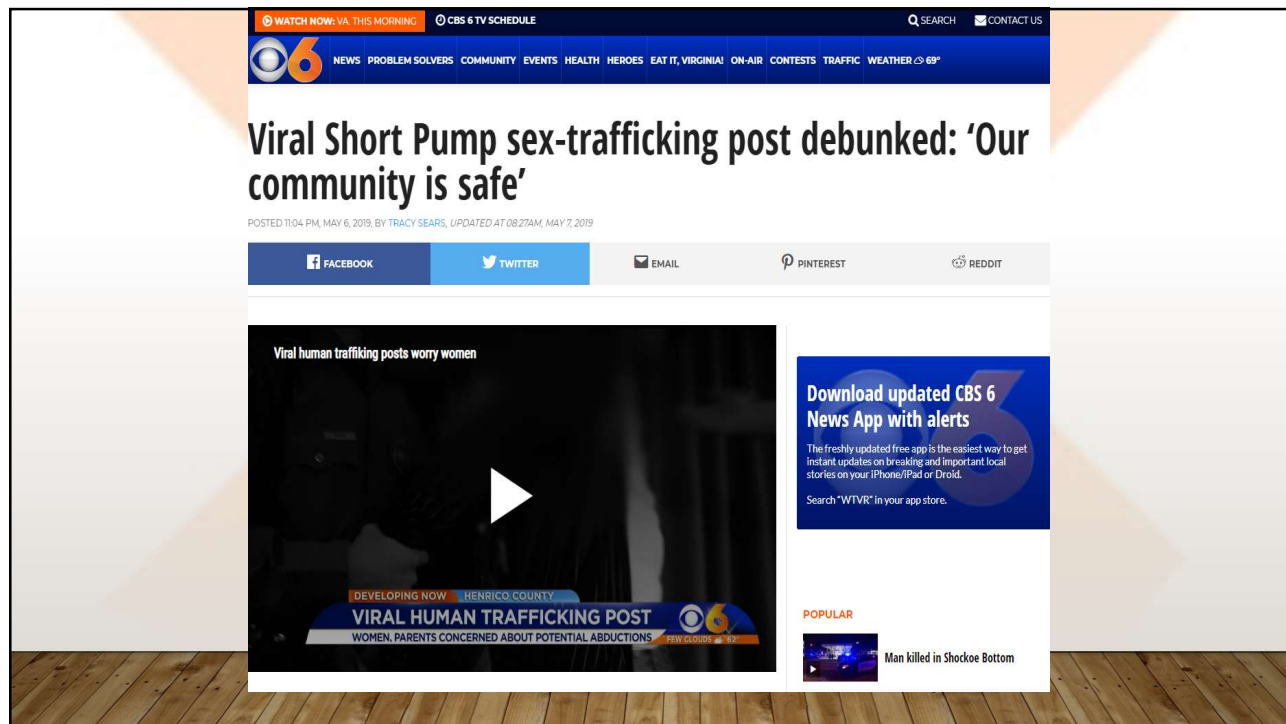 WATCH NOW: VA. THIS MORNING CBS 6 TV SCHEDULE SEARCH CONTACT US
6 NEWS PROBLEM SOLVERS COMMUNITY EVENTS HEALTH HEROES EAT IT, VIRGINIA! ON-AIR CONTESTS TRAFFIC WEATHER 69°
Viral Short Pump sex-trafficking post debunked: ‘Our
community is safe’
POSTED 11:04 PM, MAY 6, 2019, BY TRACY SEARS, UPDATED AT 08:27AM, MAY 7, 2019
FACEBOOK TWITTER EMAIL PINTEREST REDDIT
Viral human traffiking posts worry women
DEVELOPING NOW HENRICO COUNTY
VIRAL HUMAN TRAFFICKING POST 6
WOMEN, PARENTS CONCERNED ABOUT POTENTIAL ABDUCTIONS FEW CLOUDS 62°
Download updated CBS 6
News App with alerts
The freshly updated free app is the easiest way to get
instant updates on breaking and important local
stories on your iPhone/iPad or Droid.
Search "WTVR" in your app store.
POPULAR
Man killed in Shockoe Bottom